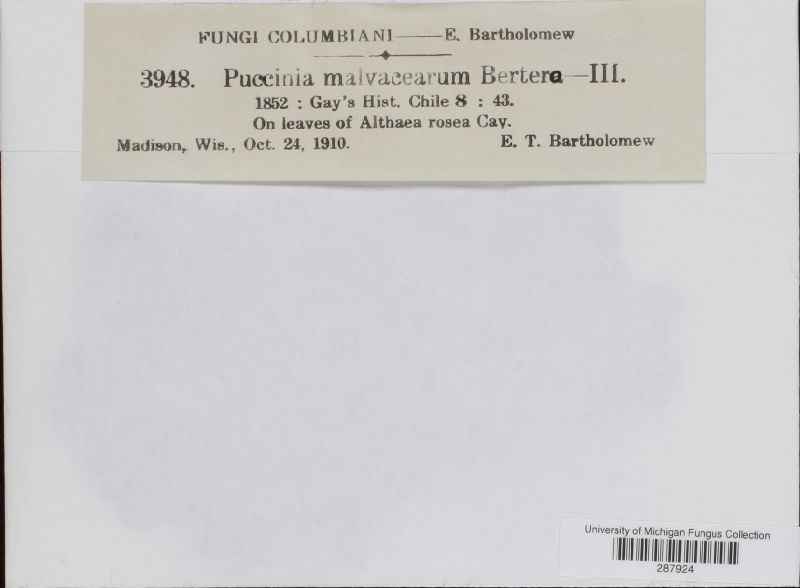 FUNGI COLUMBIANI——E. Bartholomew
3948. Puccinia malvacearum Bertero—III.
1852 : Gay's Hist. Chile 8 : 43.
On leaves of Althaea rosea Cav.
Madison, Wis., Oct. 24, 1910. E. T. Bartholomew
University of Michigan Fungus Collection
287924